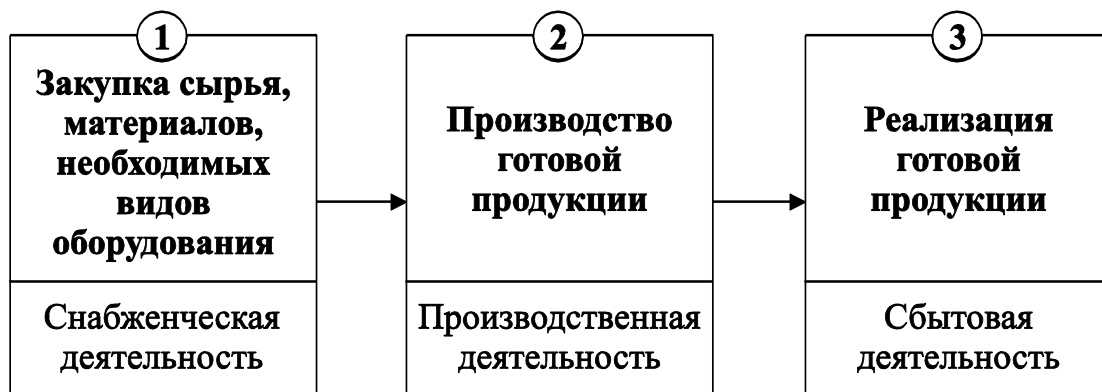 1
Закупка сырья,
материалов,
необходимых
видов
оборудования
Снабженческая
деятельность
2
Производство
готовой
продукции
Производственная
деятельность
3
Реализация
готовой
продукции
Сбытовая
деятельность